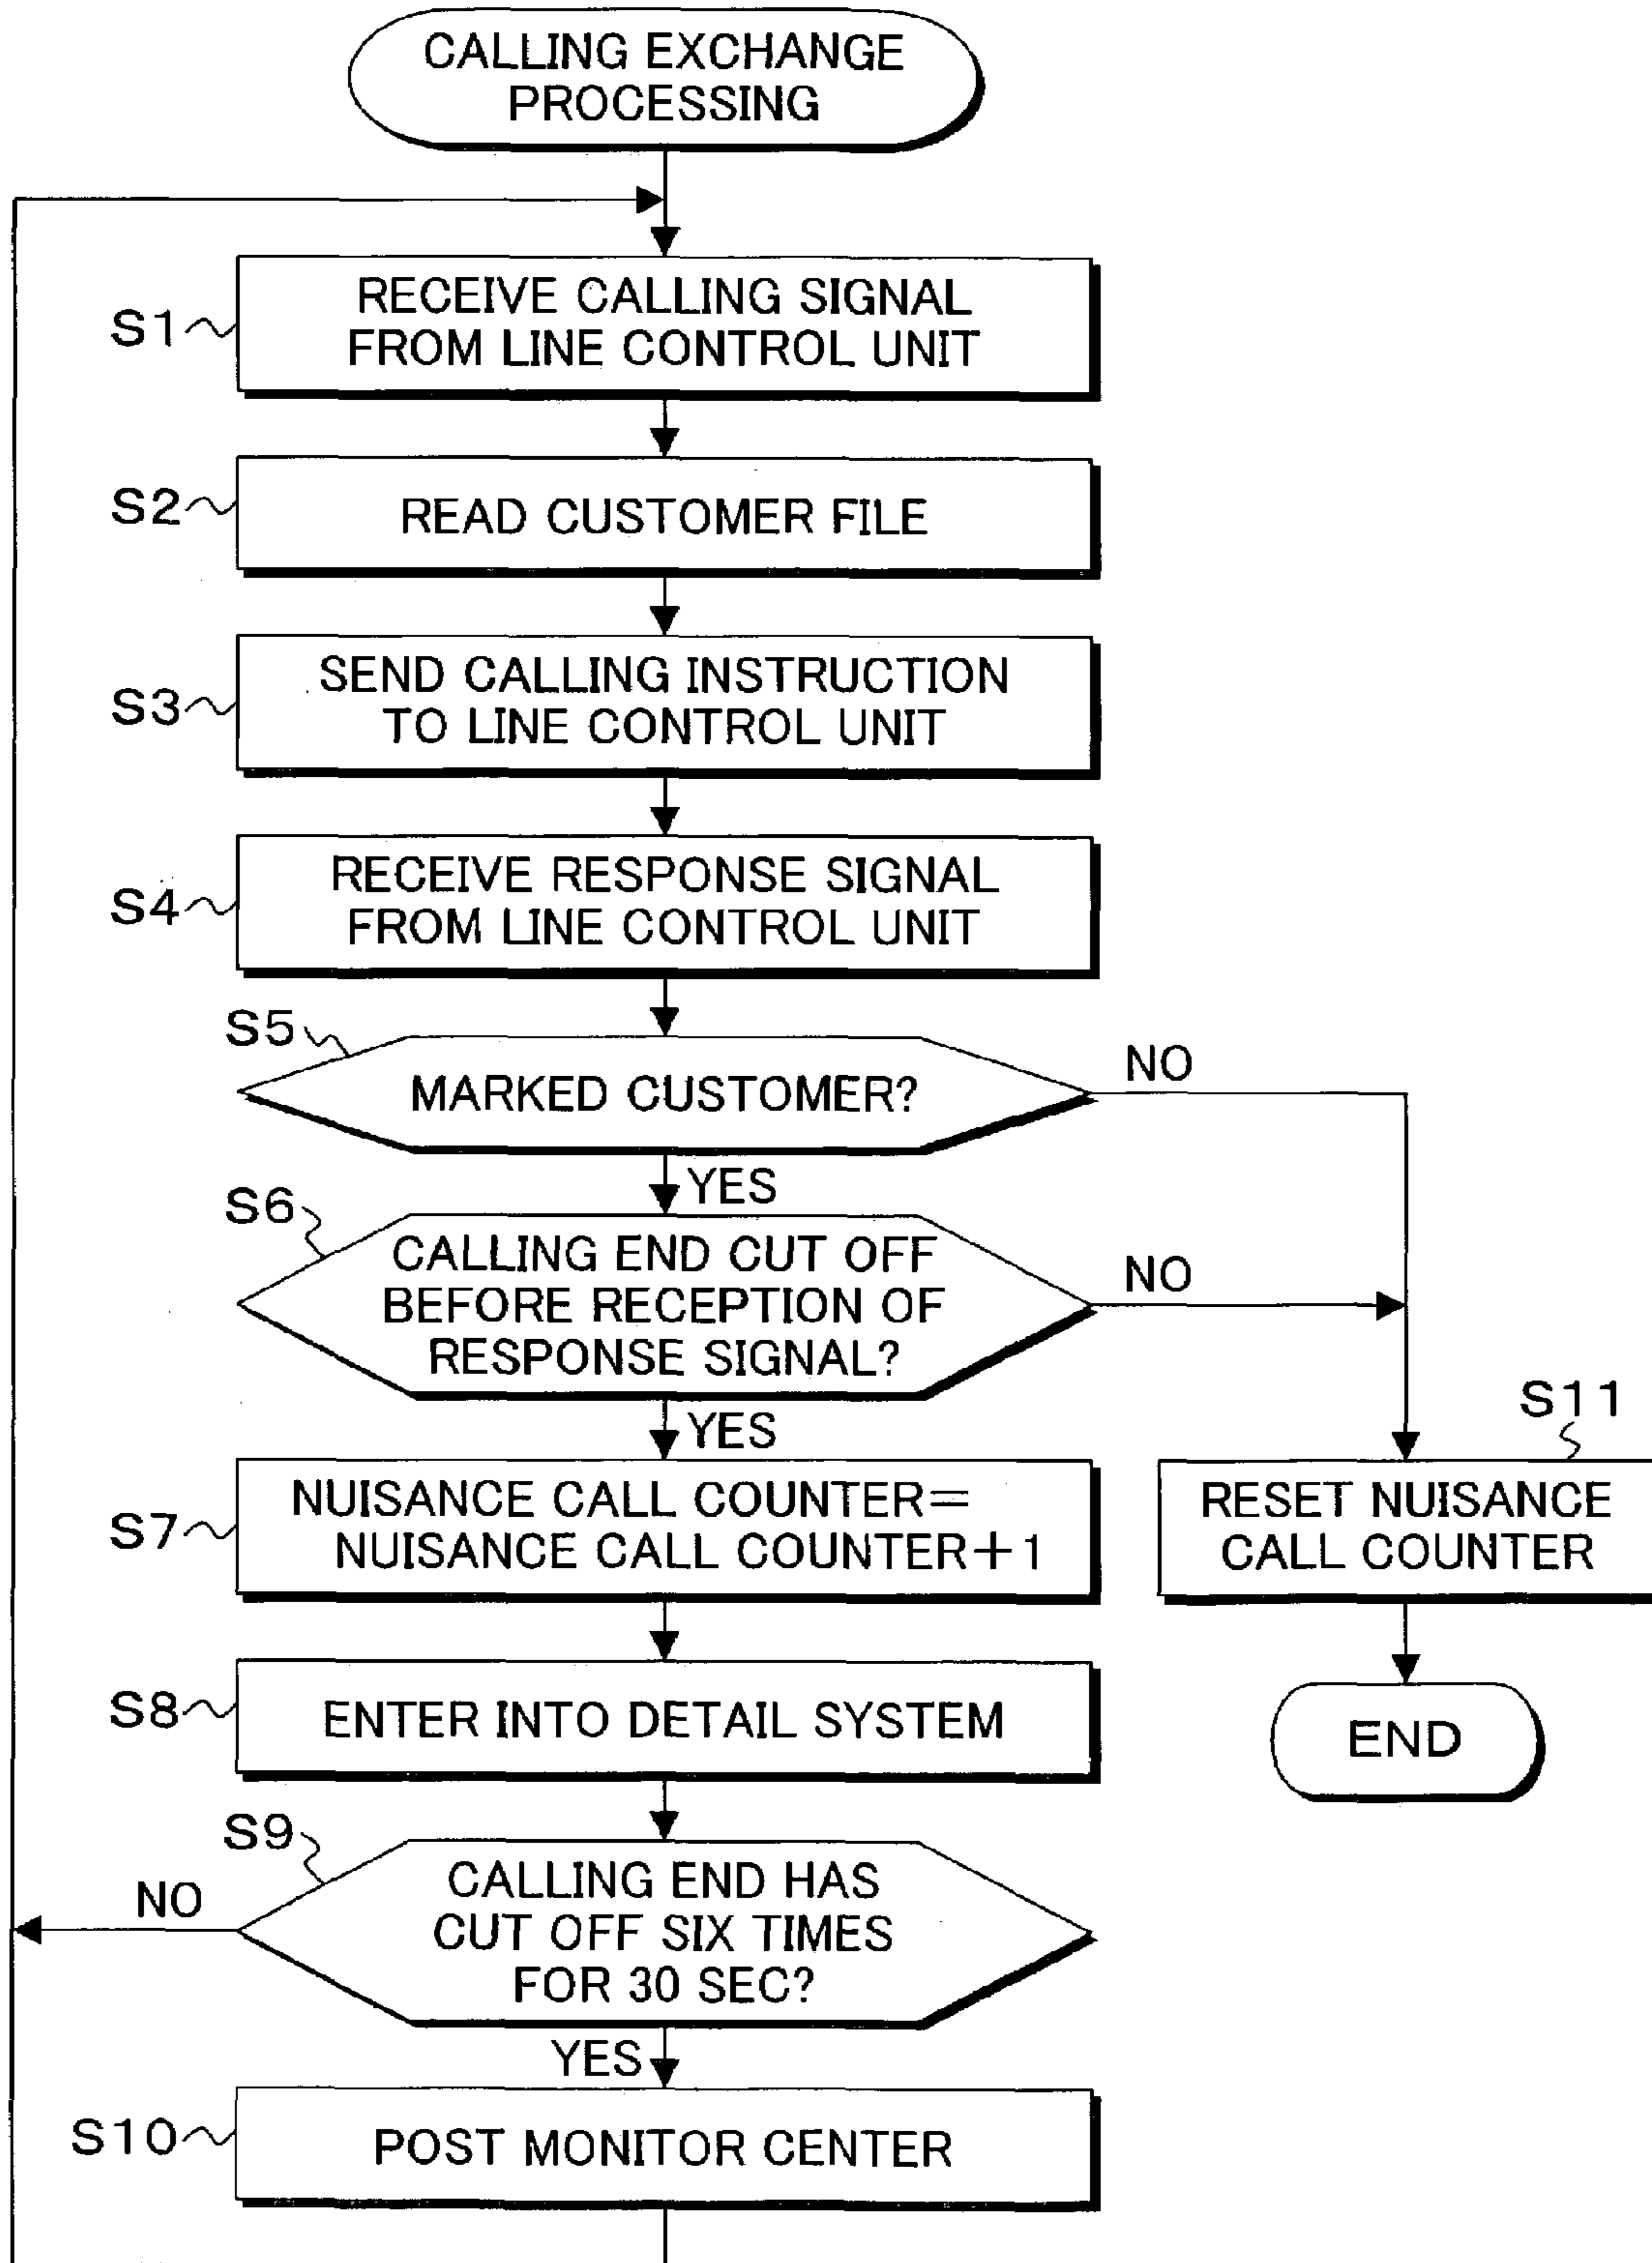 CALLING EXCHANGE
PROCESSING
S1
RECEIVE CALLING SIGNAL
FROM LINE CONTROL UNIT
S2
READ CUSTOMER FILE
S3
SEND CALLING INSTRUCTION
TO LINE CONTROL UNIT
S4
RECEIVE RESPONSE SIGNAL
FROM LINE CONTROL UNIT
S5
MARKED CUSTOMER?
NO
YES
S6
CALLING END CUT OFF
BEFORE RECEPTION OF
RESPONSE SIGNAL?
NO
YES
S7
NUISANCE CALL COUNTER=
NUISANCE CALL COUNTER+1
S11
RESET NUISANCE
CALL COUNTER
S8
ENTER INTO DETAIL SYSTEM
END
S9
CALLING END HAS
CUT OFF SIX TIMES
FOR 30 SEC?
NO
YES
S10
POST MONITOR CENTER